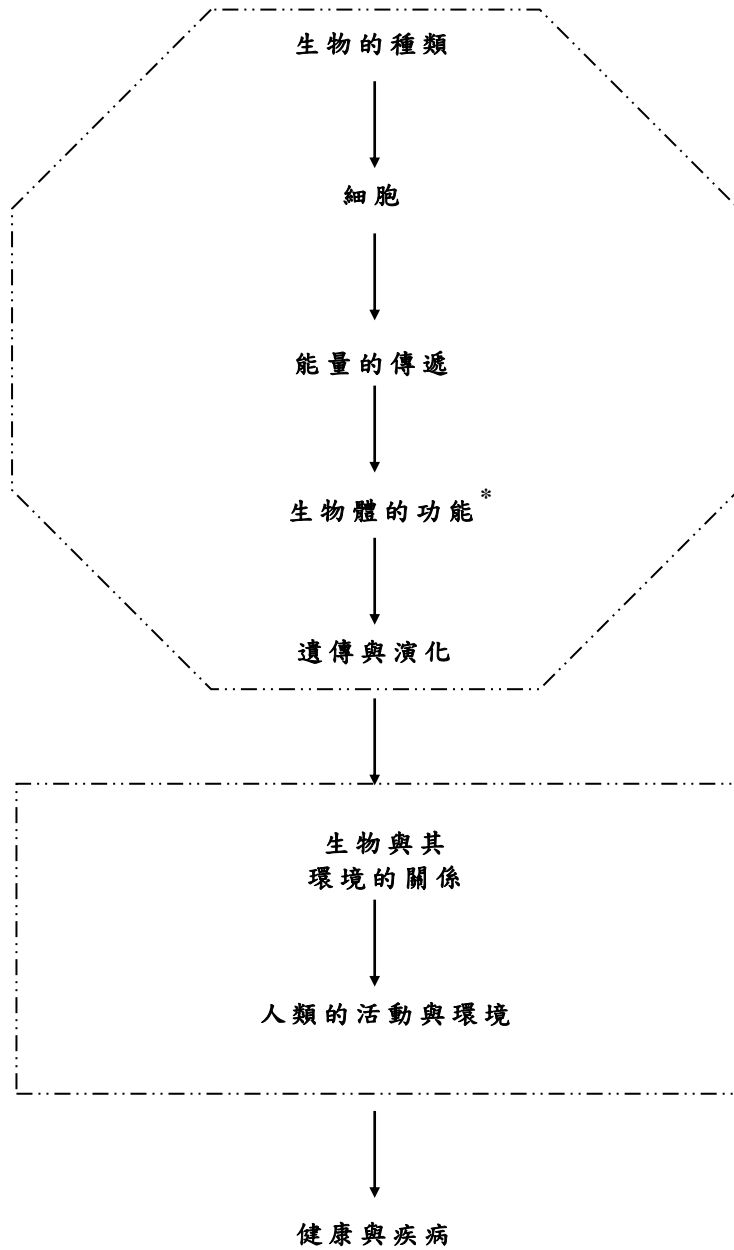 生物的種類
細胞
能量的傳遞
生物體的功能*
遺傳與演化
生物與其
環境的關係
人類的活動與環境
健康與疾病